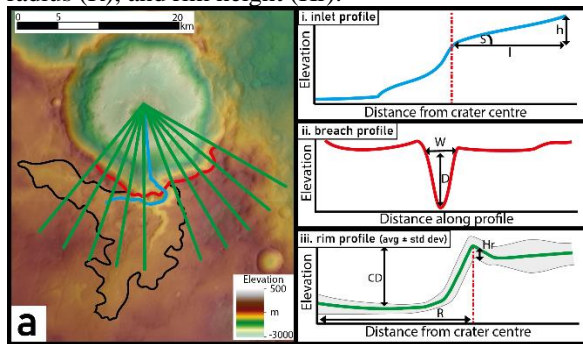 radius (R), and rim height (Hr).
0 10 20
km
Elevation
500
m
-3000
a
i. inlet profile
Elevation
h
S
l
Distance from crater centre
ii. breach profile
Elevation
W
D
Distance along profile
iii. rim profile (avg ± std dev)
Elevation
Hr
CD
R
Distance from crater centre